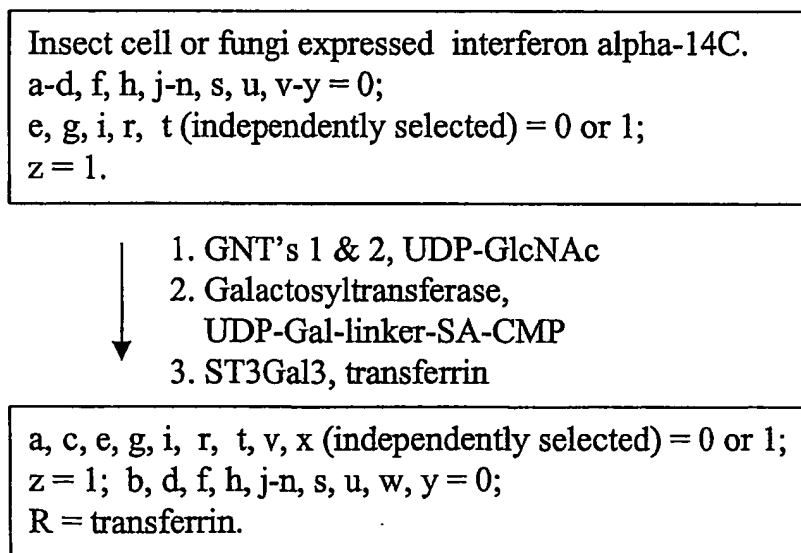 Insect cell or fungi expressed interferon alpha-14C.
a-d, f, h, j-n, s, u, v-y = 0;
e, g, i, r, t (independently selected) = 0 or 1;
z = 1.
1. GNT's 1 & 2, UDP-GlcNAc
2. Galactosyltransferase,
UDP-Gal-linker-SA-CMP
3. ST3Gal3, transferrin
a, c, e, g, i, r, t, v, x (independently selected) = 0 or 1;
z = 1; b, d, f, h, j-n, s, u, w, y = 0;
R = transferrin.